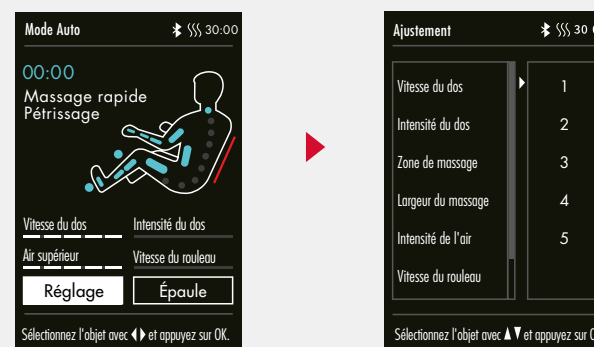 Mode Auto 30:00
00:00
Massage rapide
Pétrissage
Vitesse du dos Intensité du dos
Air supérieur Vitesse du rouleau
Réglage Épaule
Sélectionnez l'objet avec et appuyez sur OK.
Ajustement 30
Vitesse du dos 1
Intensité du dos 2
Zone de massage 3
Largeur du massage 4
Intensité de l'air 5
Vitesse du rouleau
Sélectionnez l'objet avec ▲▼ et appuyez sur